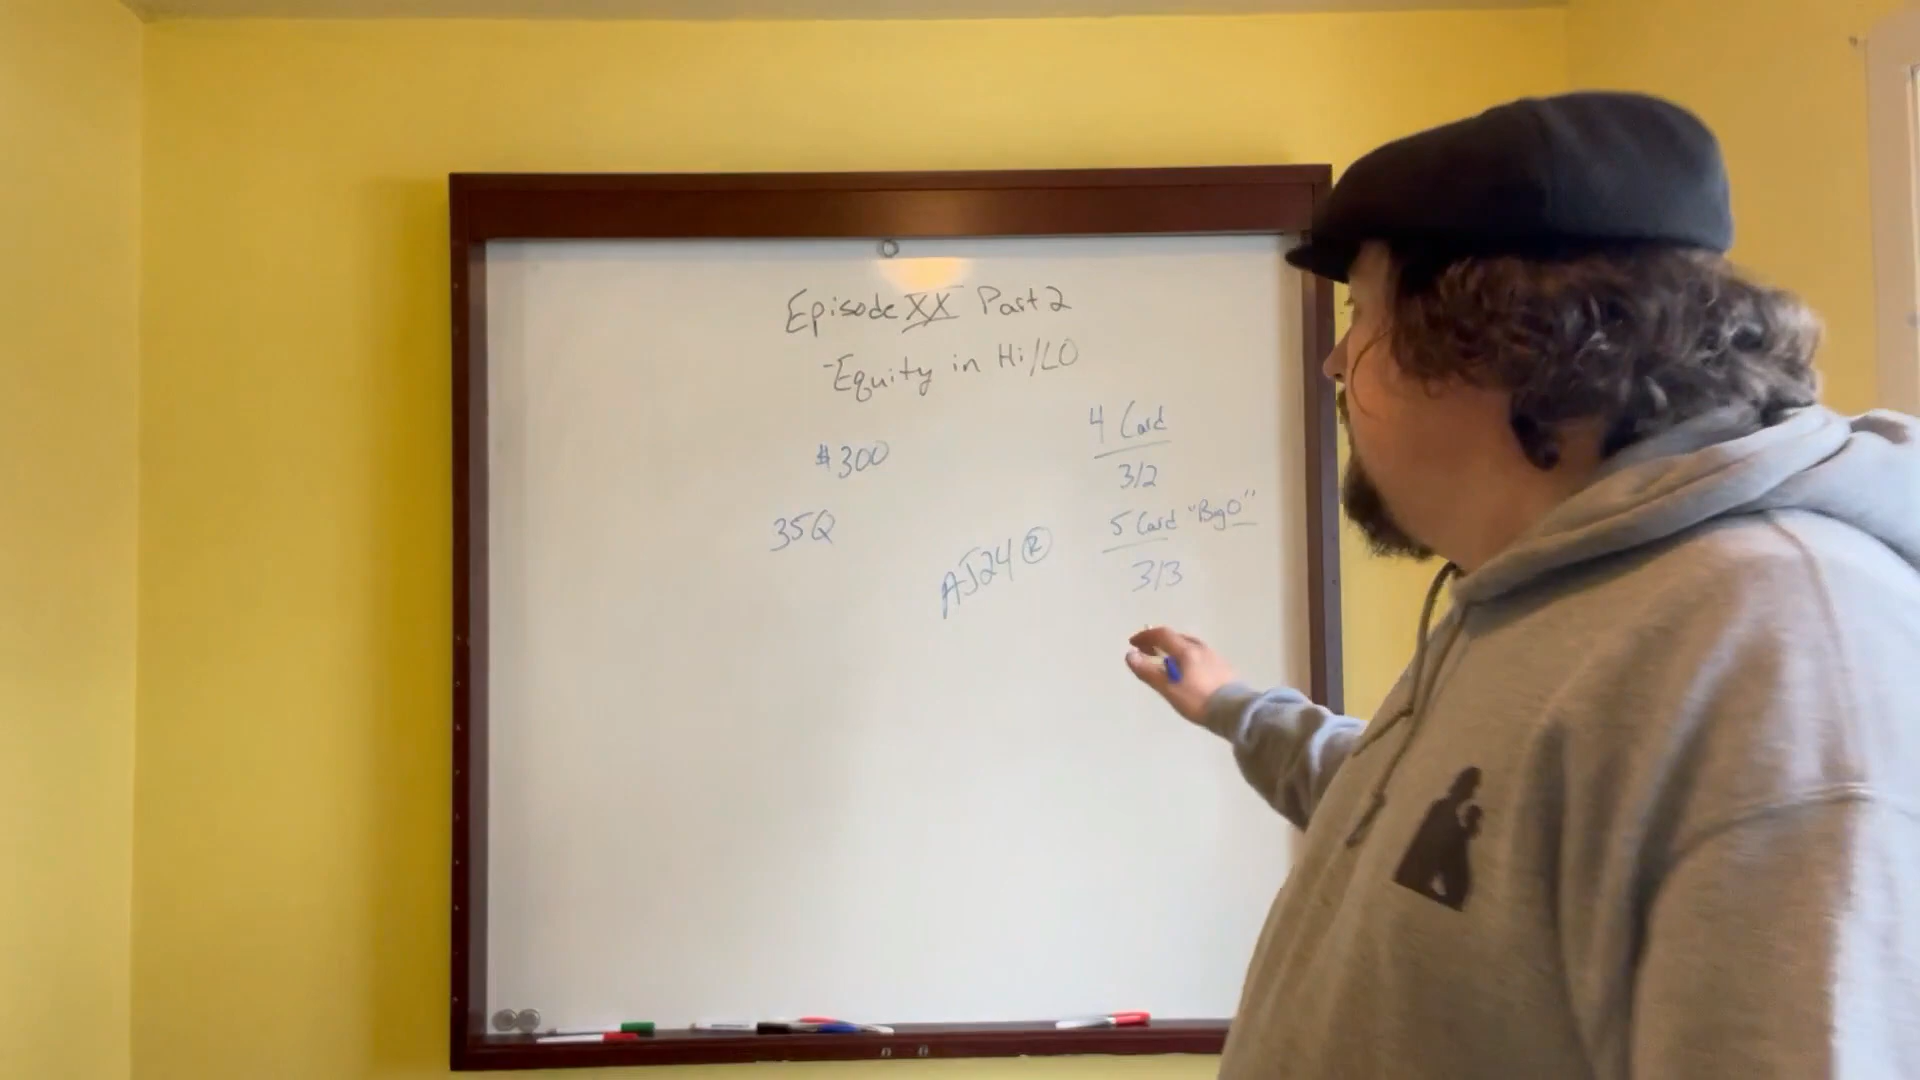 Episode XX Part 2
-Equity in Hi/LO
$300
35Q
AJ24 Ⓡ
4 Card
3/2
5 Card "Big O"
3/3